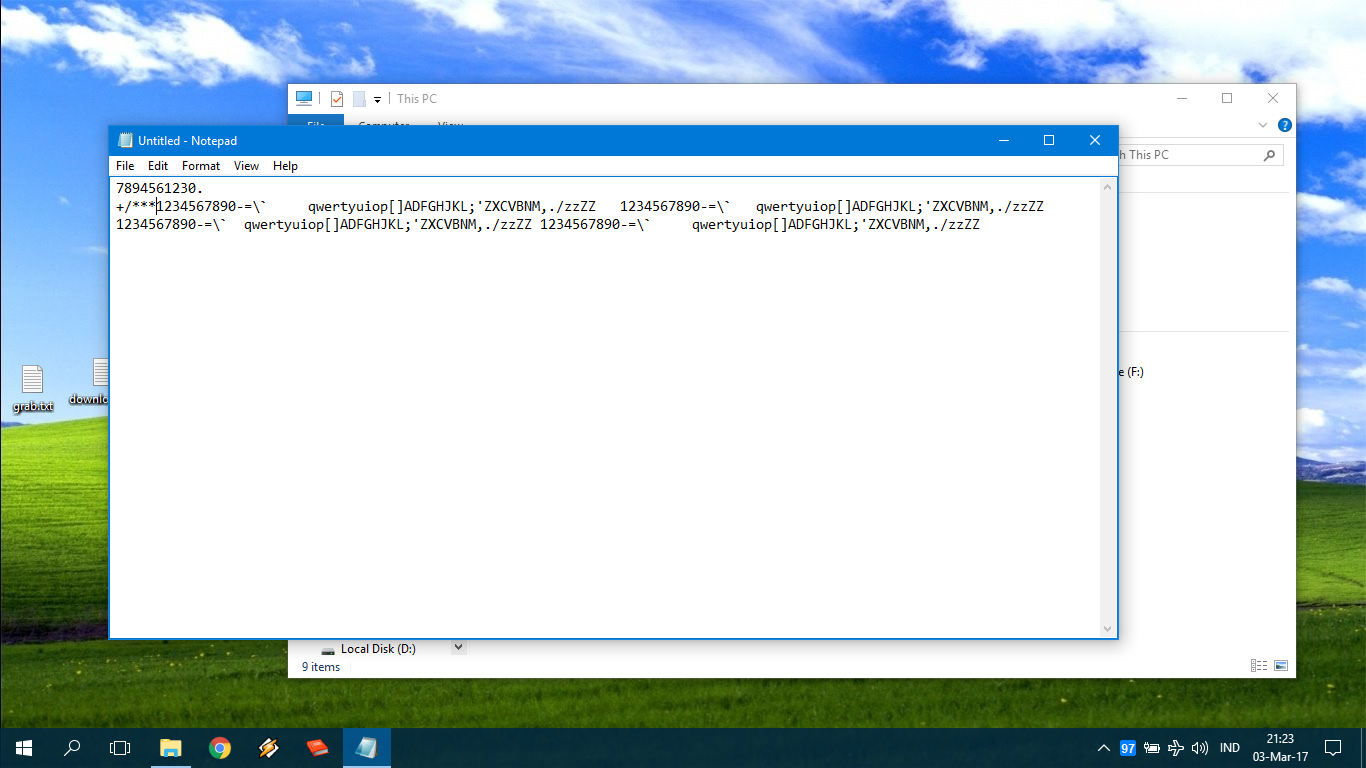 This PC
File Computer View
Untitled - Notepad
h This PC
File Edit Format View Help
7894561230.
+/***1234567890-=\`     qwertyuiop[]ADFGHJKL;'ZXCVBNM,./zzZZ   1234567890-=\`   qwertyuiop[]ADFGHJKL;'ZXCVBNM,./zzZZ
1234567890-=\`  qwertyuiop[]ADFGHJKL;'ZXCVBNM,./zzZZ 1234567890-=\`     qwertyuiop[]ADFGHJKL;'ZXCVBNM,./zzZZ
e (F:)
grab.txt
downlo
Local Disk (D:)
9 items
97
IND
21:23
03-Mar-17